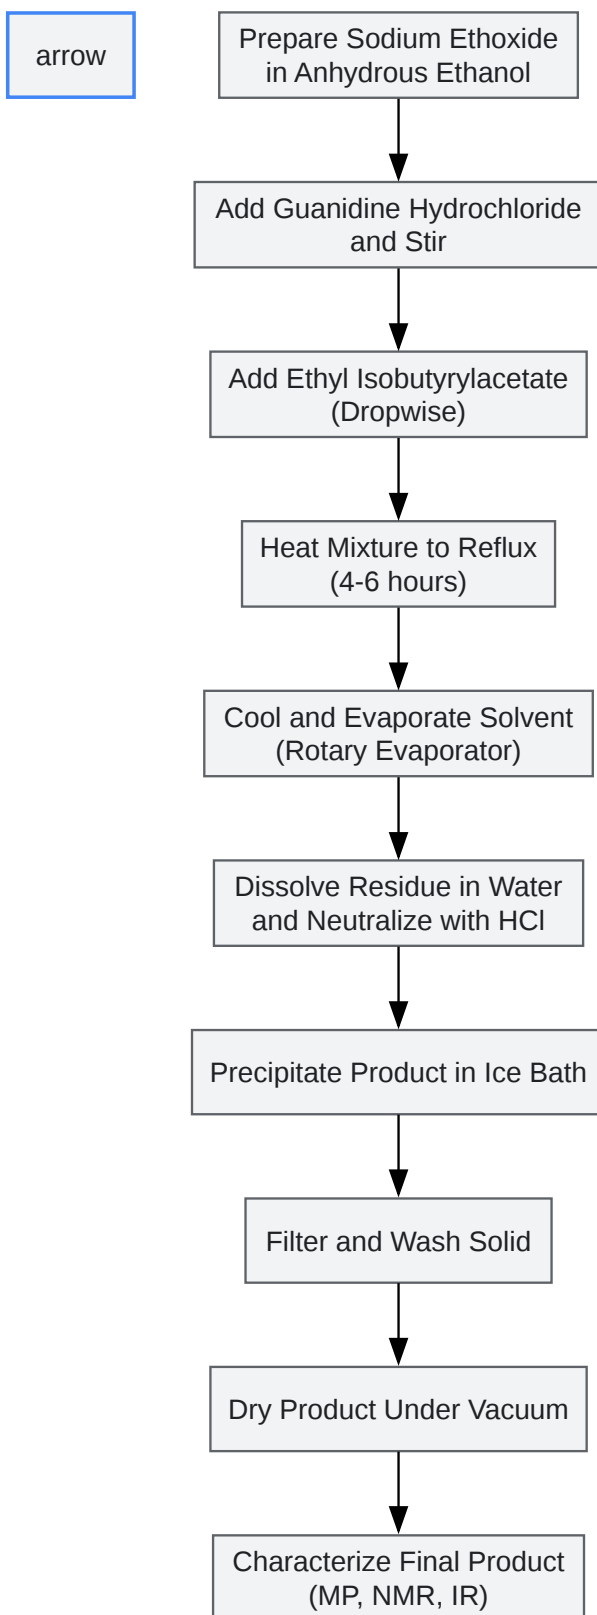 arrow
Prepare Sodium Ethoxide
in Anhydrous Ethanol
Add Guanidine Hydrochloride
and Stir
Add Ethyl Isobutyrylacetate
(Dropwise)
Heat Mixture to Reflux
(4-6 hours)
Cool and Evaporate Solvent
(Rotary Evaporator)
Dissolve Residue in Water
and Neutralize with HCl
Precipitate Product in Ice Bath
Filter and Wash Solid
Dry Product Under Vacuum
Characterize Final Product
(MP, NMR, IR)